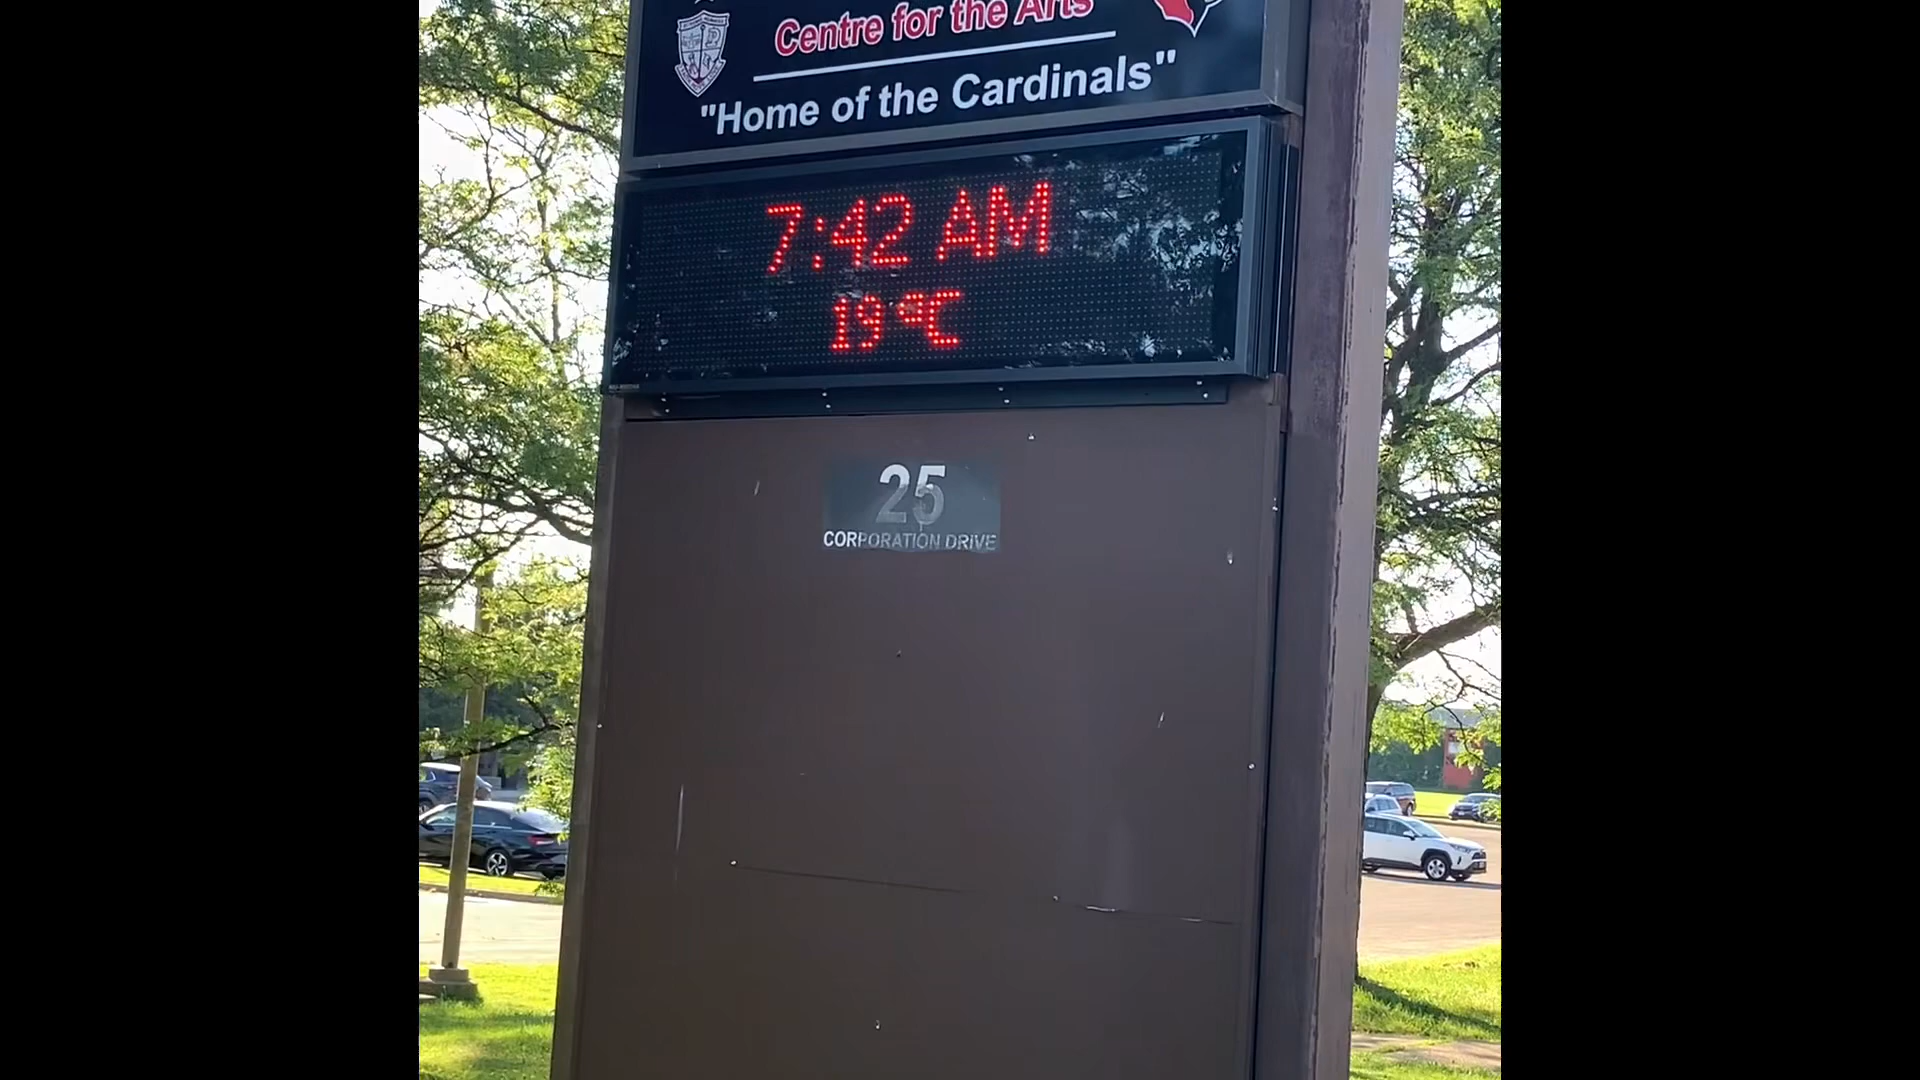 Centre for the Arts
"Home of the Cardinals"
7:42 AM
19°C
25
CORPORATION DRIVE